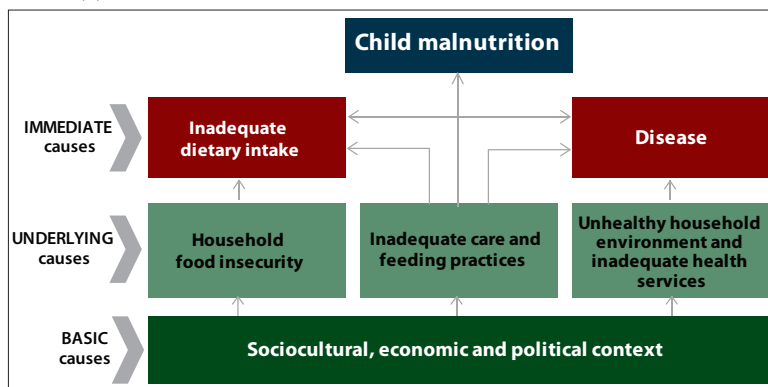 Child malnutrition
IMMEDIATE
causes
Inadequate
dietary intake
Disease
UNDERLYING
causes
Household
food insecurity
Inadequate care and
feeding practices
Unhealthy household
environment and
inadequate health
services
BASIC
causes
Sociocultural, economic and political context